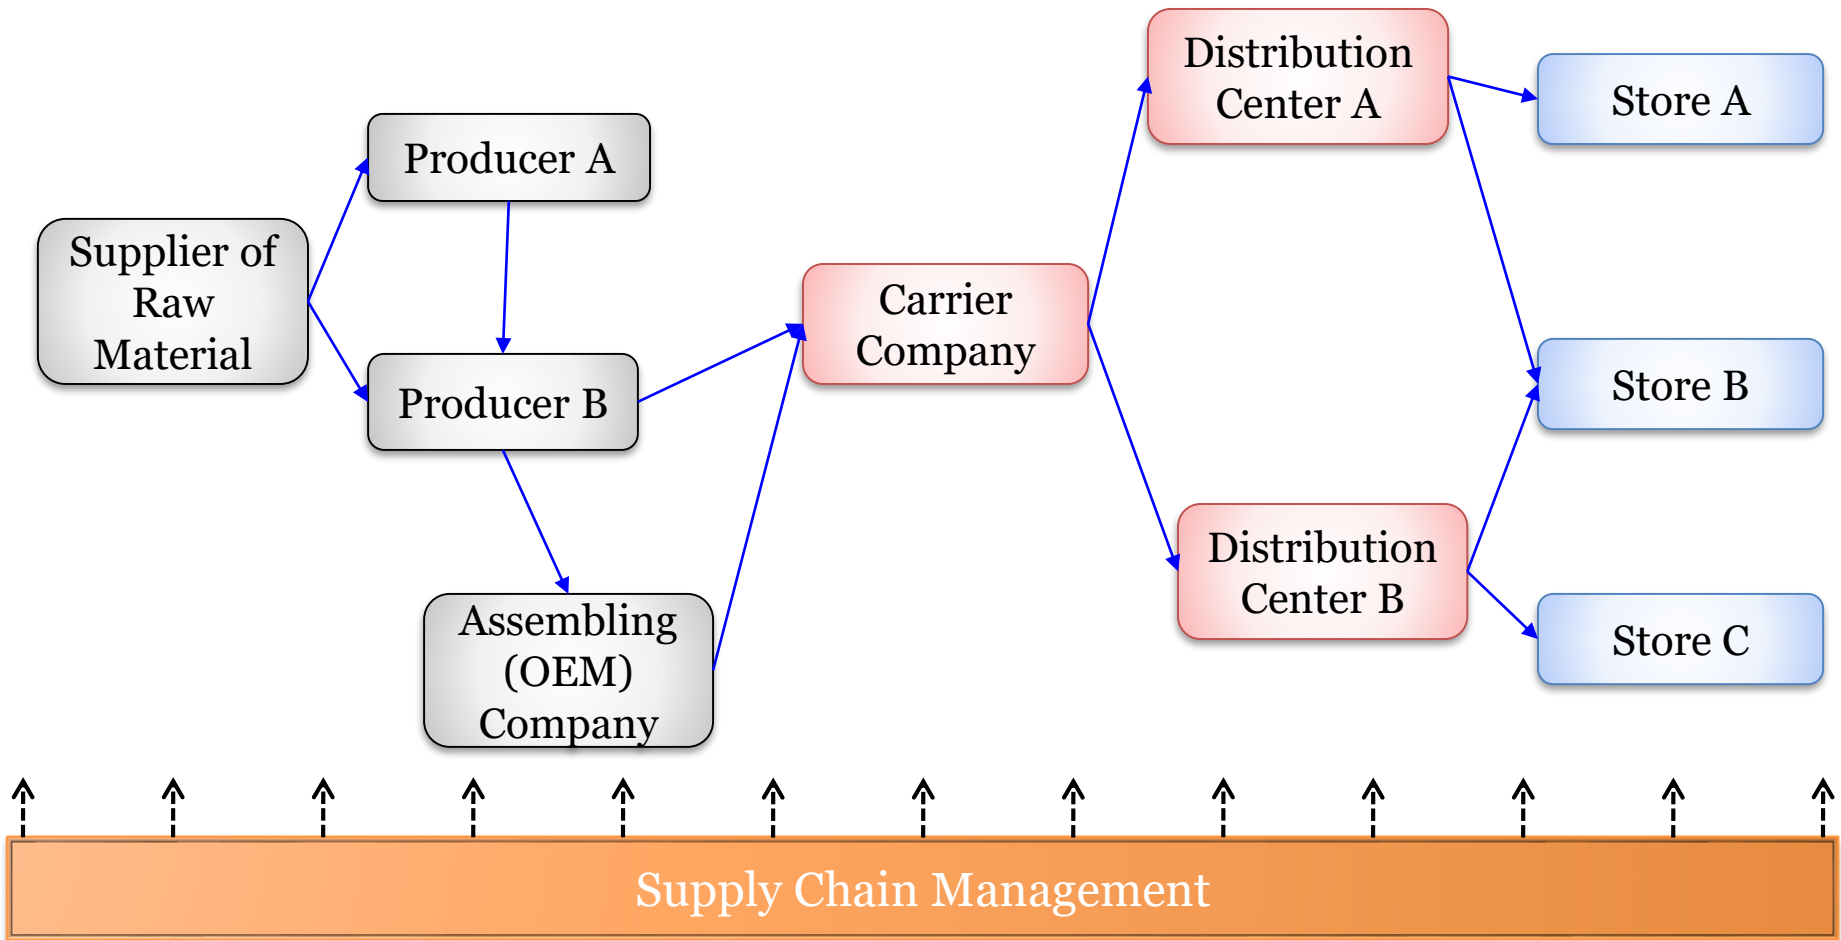 Distribution
Center A
Store A
Producer A
Supplier of
Raw
Material
Carrier
Company
Producer B
Store B
Distribution
Center B
Assembling
(OEM)
Company
Store C
Supply Chain Management